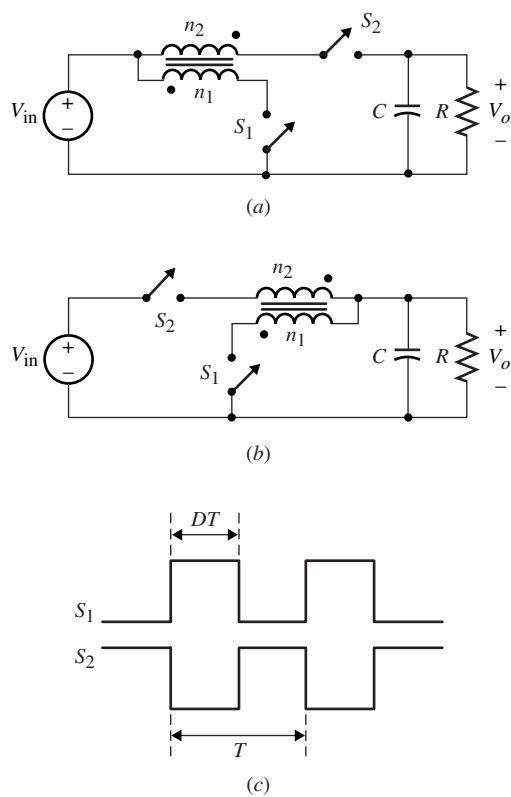 n2
S2
+
Vin
+
−
n1
S1
C
R
Vo
−
(a)
n2
S2
+
Vin
+
−
n1
S1
C
R
Vo
−
(b)
DT
S1
S2
T
(c)